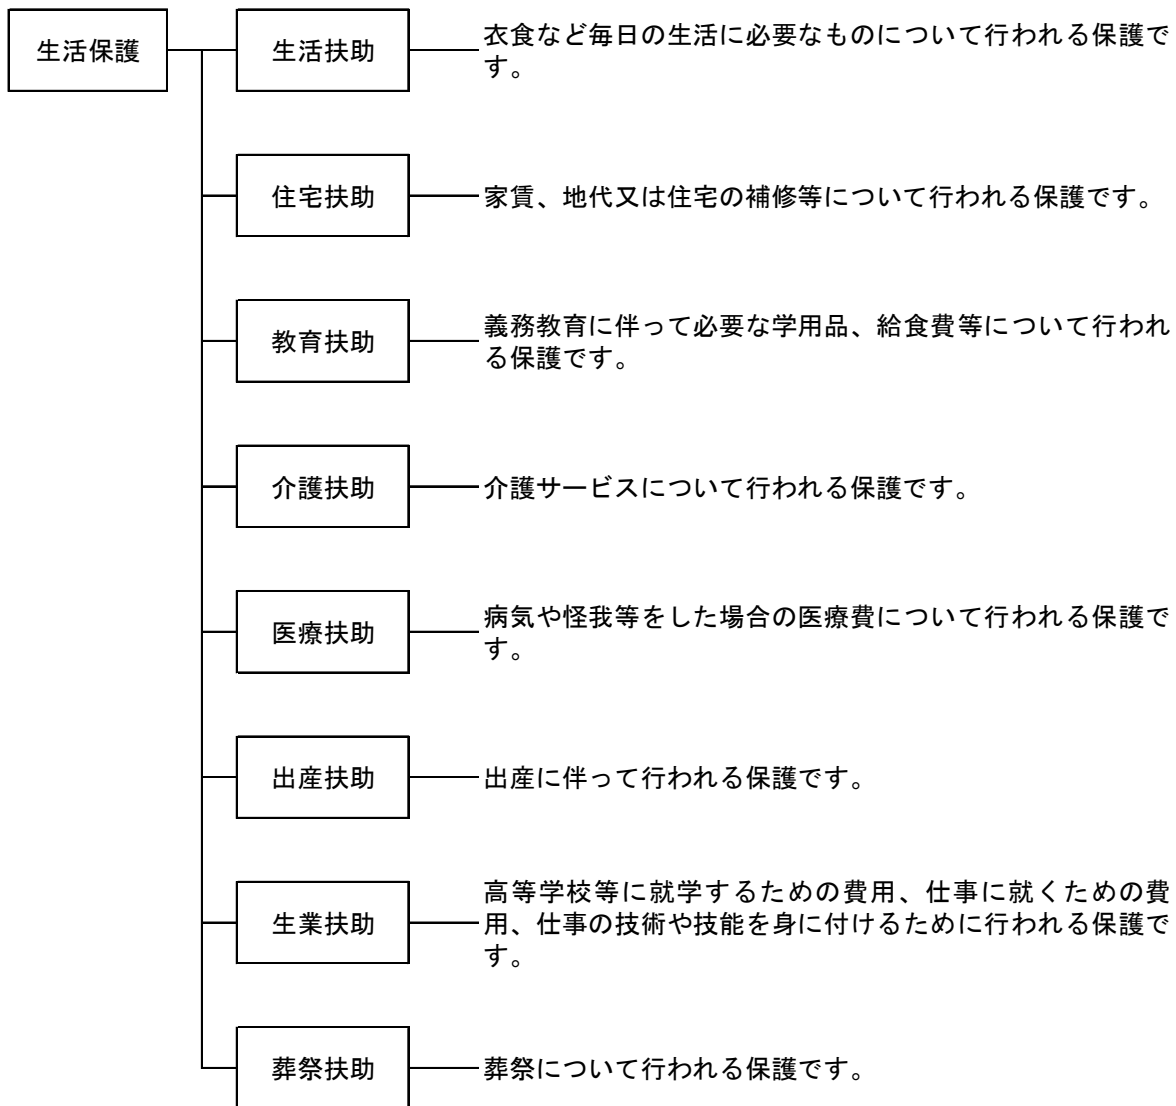 生活保護
生活扶助
衣食など毎日の生活に必要なものについて行われる保護で
す。
住宅扶助
家賃、地代又は住宅の補修等について行われる保護です。
教育扶助
義務教育に伴って必要な学用品、給食費等について行われ
る保護です。
介護扶助
介護サービスについて行われる保護です。
医療扶助
病気や怪我等をした場合の医療費について行われる保護で
す。
出産扶助
出産に伴って行われる保護です。
生業扶助
高等学校等に就学するための費用、仕事に就くための費
用、仕事の技術や技能を身に付けるために行われる保護で
す。
葬祭扶助
葬祭について行われる保護です。